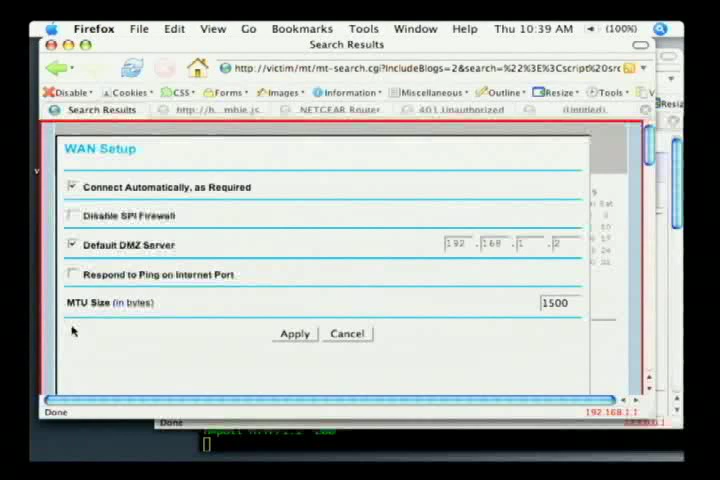 Firefox File Edit View Go Bookmarks Tools Window Help Thu 10:39 AM (100%)
Search Results
http://victim/mt/mt-search.cgi?IncludeBlogs=2&search=%22%3E%3Cscript%20src
Disable Cookies CSS Forms Images Information Miscellaneous Outline Resize Tools
Search Results NETGEAR Router 401 Unauthorized (Untitled)
WAN Setup
Connect Automatically, as Required
Disable SPI Firewall
Default DMZ Server 192 . 168 . 1 . 2
Respond to Ping on Internet Port
MTU Size (in bytes) 1500
Apply Cancel
Done 192.168.1.1
Done